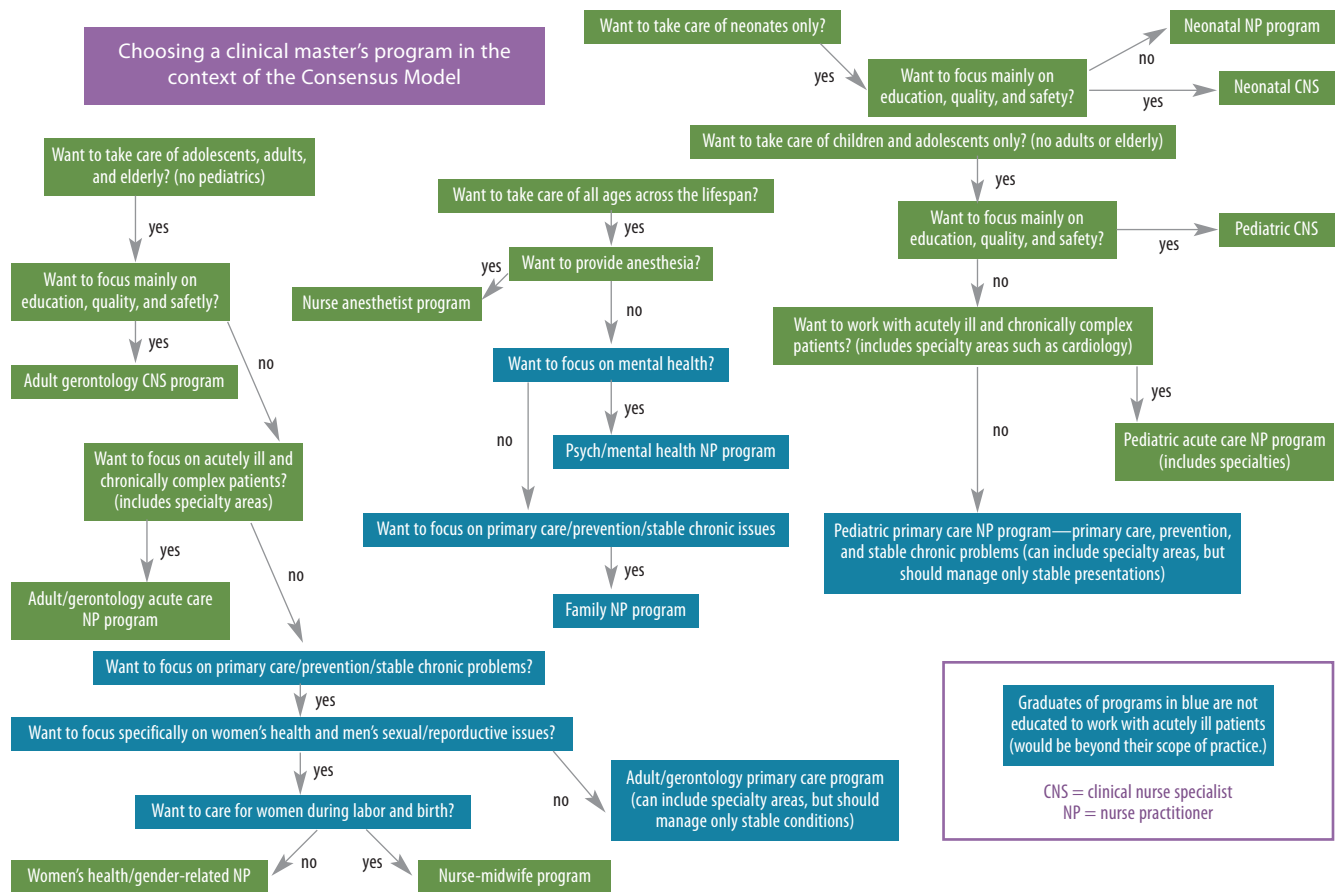 Choosing a clinical master's program in the
context of the Consensus Model
Want to take care of adolescents, adults,
and elderly? (no pediatrics)
yes
Want to focus mainly on
education, quality, and safetly?
yes
no
Adult gerontology CNS program
Want to focus on acutely ill and
chronically complex patients?
(includes specialty areas)
yes
no
Adult/gerontology acute care
NP program
Want to focus on primary care/prevention/stable chronic problems?
yes
Want to focus specifically on women's health and men's sexual/reporductive issues?
yes
no
Want to care for women during labor and birth?
Adult/gerontology primary care program
(can include specialty areas, but should
manage only stable conditions)
no
yes
Women's health/gender-related NP
Nurse-midwife program
Want to take care of all ages across the lifespan?
yes
Want to provide anesthesia?
yes
Nurse anesthetist program
no
Want to focus on mental health?
yes
no
Psych/mental health NP program
Want to focus on primary care/prevention/stable chronic issues
yes
Family NP program
Want to take care of neonates only?
yes
Want to focus mainly on
education, quality, and safety?
no
Neonatal NP program
yes
Neonatal CNS
Want to take care of children and adolescents only? (no adults or elderly)
yes
Want to focus mainly on
education, quality, and safety?
yes
Pediatric CNS
no
Want to work with acutely ill and chronically complex
patients? (includes specialty areas such as cardiology)
yes
no
Pediatric acute care NP program
(includes specialties)
Pediatric primary care NP program—primary care, prevention,
and stable chronic problems (can include specialty areas, but
should manage only stable presentations)
Graduates of programs in blue are not
educated to work with acutely ill patients
(would be beyond their scope of practice.)
CNS = clinical nurse specialist
NP = nurse practitioner